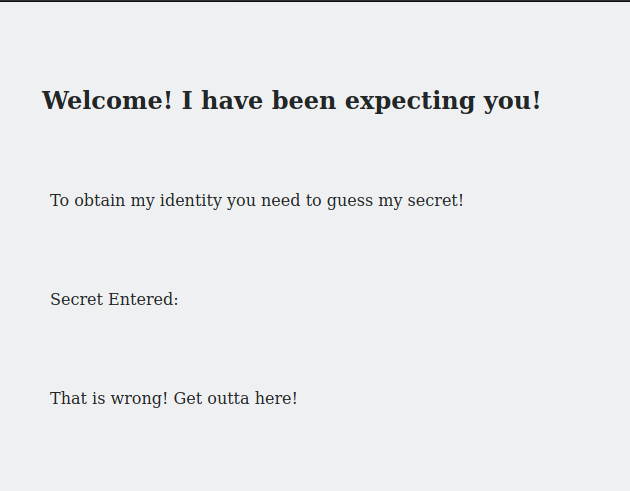 Welcome! I have been expecting you!
To obtain my identity you need to guess my secret!
Secret Entered:
That is wrong! Get outta here!